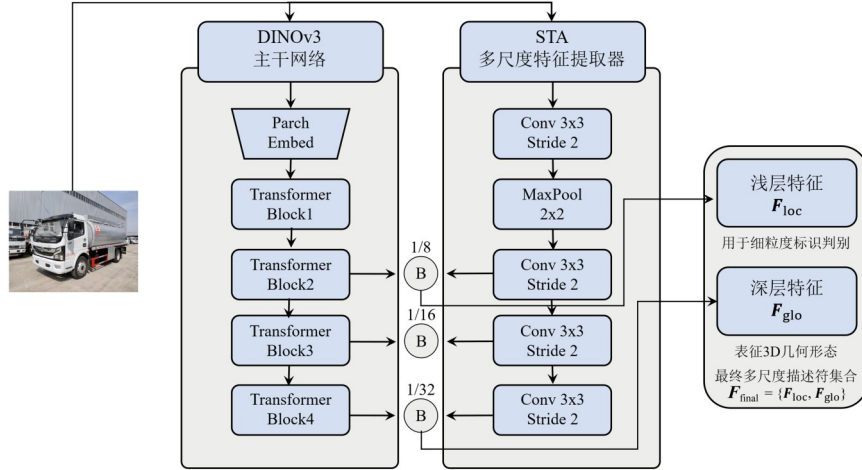 DINOv3
主干网络
Parch
Embed
Transformer
Block1
Transformer
Block2
Transformer
Block3
Transformer
Block4
1/8
B
1/16
B
1/32
B
STA
多尺度特征提取器
Conv 3x3
Stride 2
MaxPool
2x2
Conv 3x3
Stride 2
Conv 3x3
Stride 2
Conv 3x3
Stride 2
浅层特征
F_loc
用于细粒度标识判别
深层特征
F_glo
表征3D几何形态
最终多尺度描述符集合
F_final = {F_loc, F_glo}